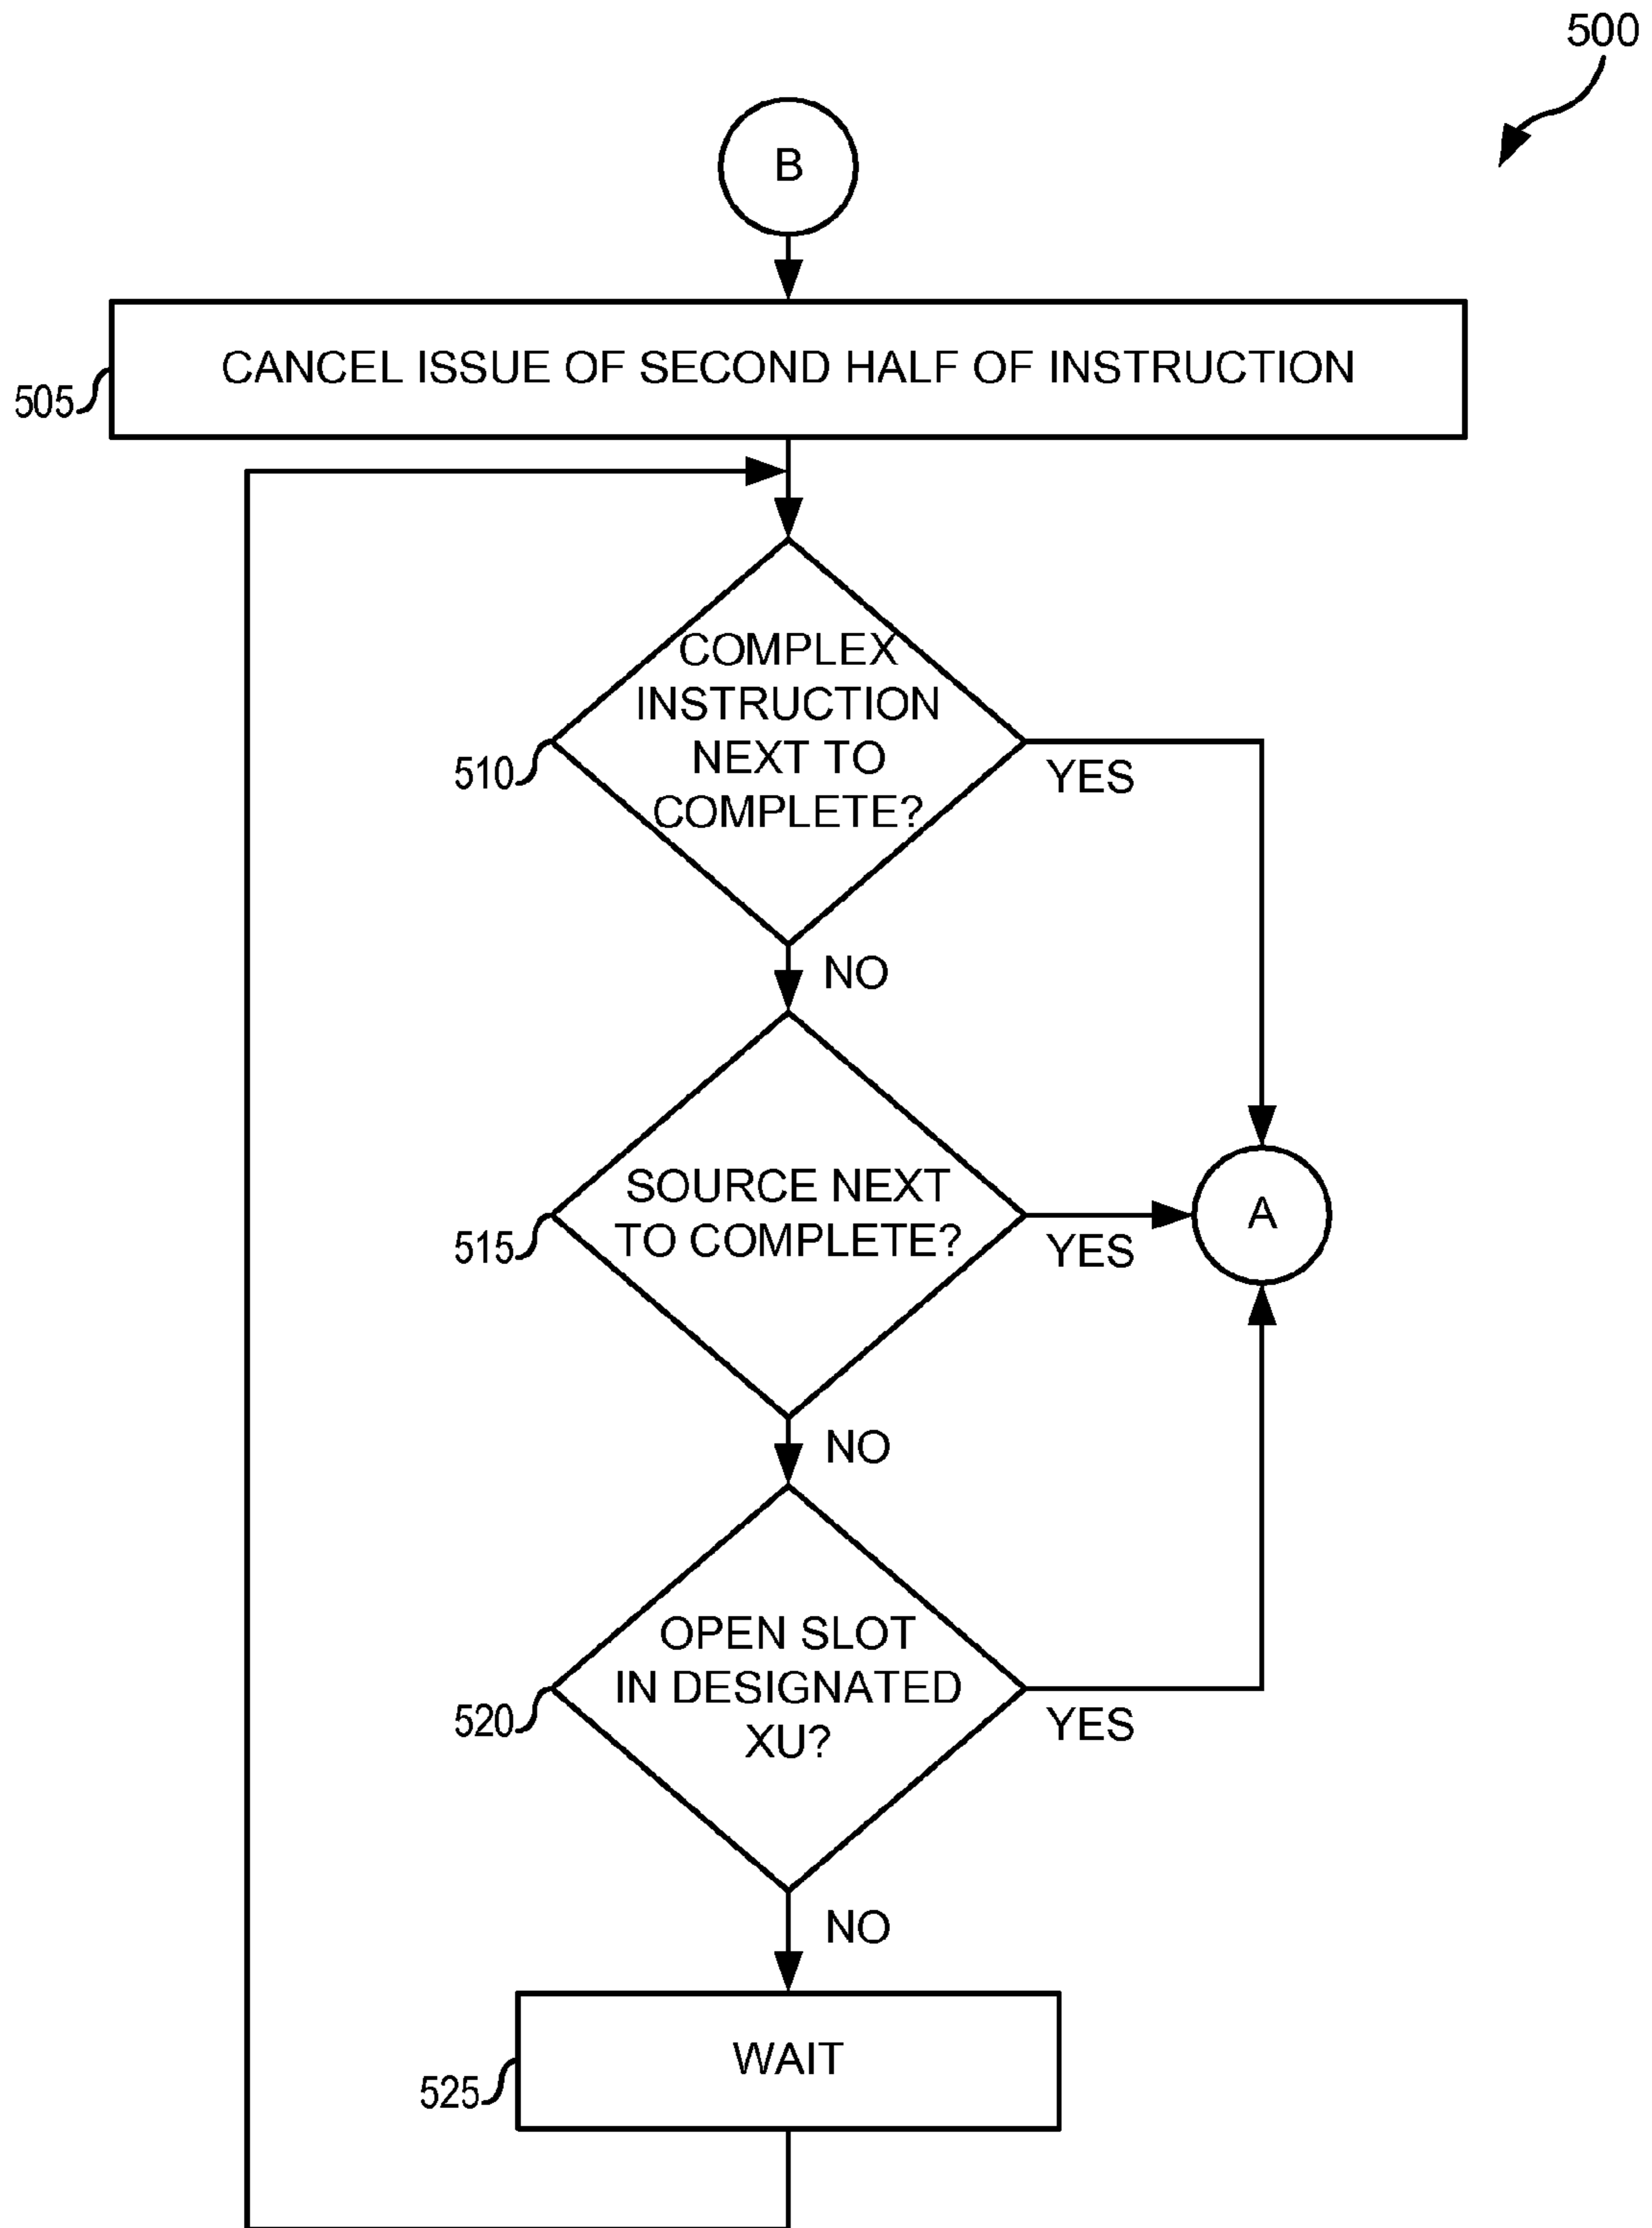 500
B
CANCEL ISSUE OF SECOND HALF OF INSTRUCTION
505
COMPLEX
INSTRUCTION
NEXT TO
COMPLETE?
510
YES
NO
SOURCE NEXT
TO COMPLETE?
515
YES
A
NO
OPEN SLOT
IN DESIGNATED
XU?
520
YES
NO
WAIT
525